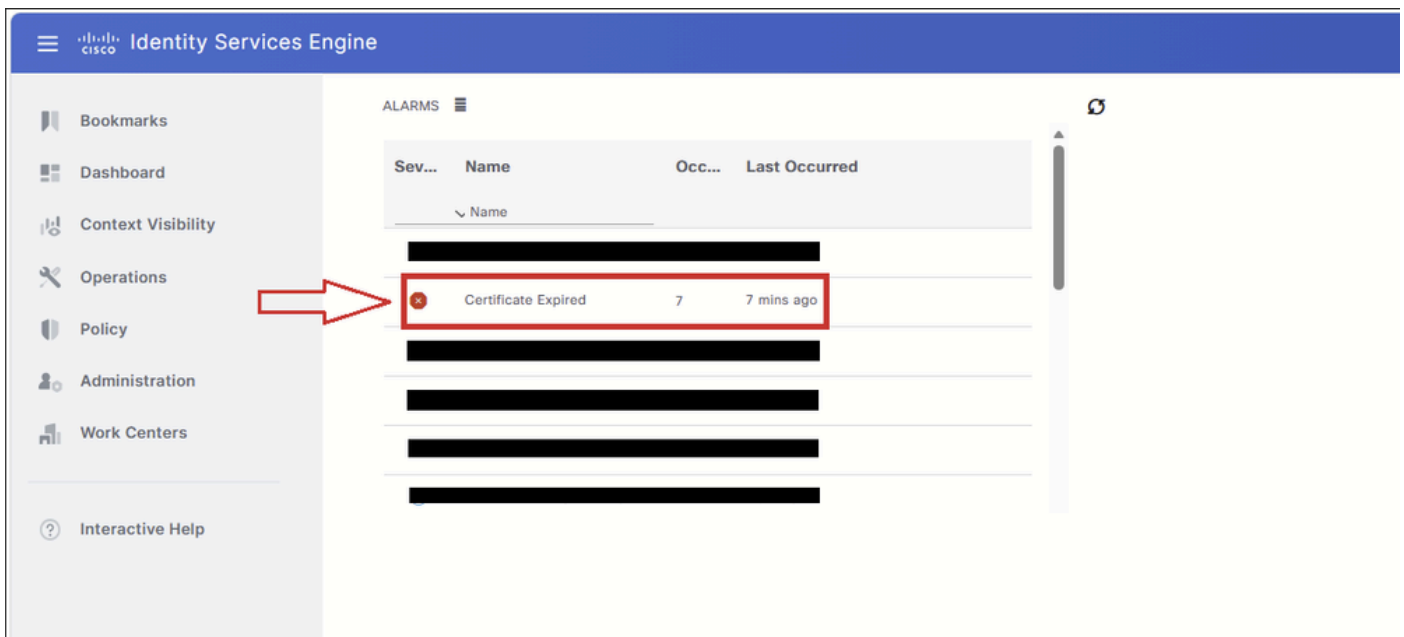 cisco Identity Services Engine
Bookmarks
Dashboard
Context Visibility
Operations
Policy
Administration
Work Centers
Interactive Help
ALARMS
Sev... Name Occ... Last Occurred
Name
Certificate Expired 7 7 mins ago